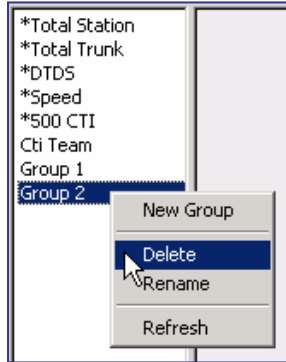 *Total Station
*Total Trunk
*DTDS
*Speed
*500 CTI
Cti Team
Group 1
Group 2
New Group
Delete
Rename
Refresh